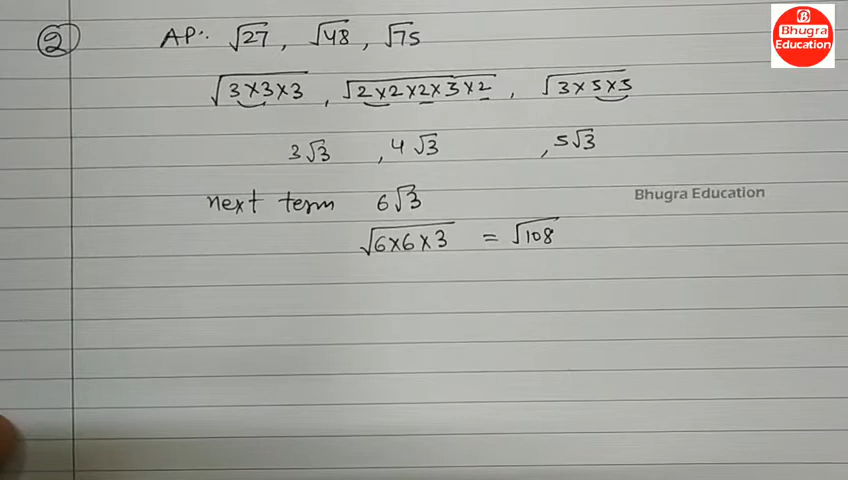 ② AP:. √27, √48, √75
√3×3×3, √2×2×2×3×2, √3×5×5
3√3, 4√3, 5√3
next term 6√3
√6×6×3 = √108
B
Bhugra
Education
Bhugra Education